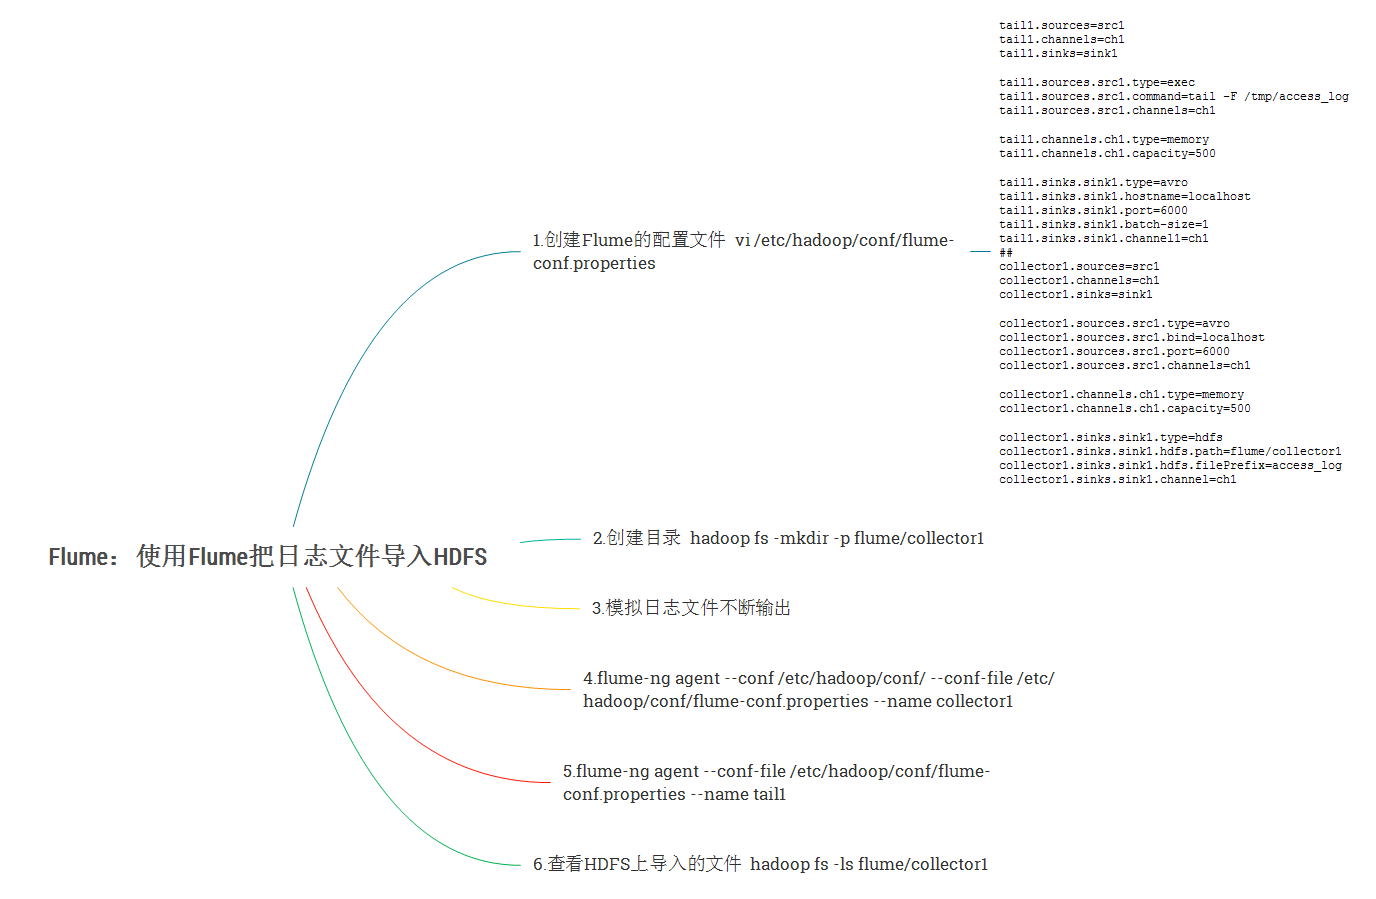 Flume： 使用Flume把日志文件导入HDFS
1.创建Flume的配置文件 vi /etc/hadoop/conf/flume-
conf.properties
tail1.sources=src1
tail1.channels=ch1
tail1.sinks=sink1
tail1.sources.src1.type=exec
tail1.sources.src1.command=tail -F /tmp/access_log
tail1.sources.src1.channels=ch1
tail1.channels.ch1.type=memory
tail1.channels.ch1.capacity=500
tail1.sinks.sink1.type=avro
tail1.sinks.sink1.hostname=localhost
tail1.sinks.sink1.port=6000
tail1.sinks.sink1.batch-size=1
tail1.sinks.sink1.channel1=ch1
##
collector1.sources=src1
collector1.channels=ch1
collector1.sinks=sink1
collector1.sources.src1.type=avro
collector1.sources.src1.bind=localhost
collector1.sources.src1.port=6000
collector1.sources.src1.channels=ch1
collector1.channels.ch1.type=memory
collector1.channels.ch1.capacity=500
collector1.sinks.sink1.type=hdfs
collector1.sinks.sink1.hdfs.path=flume/collector1
collector1.sinks.sink1.hdfs.filePrefix=access_log
collector1.sinks.sink1.channel=ch1
2.创建目录 hadoop fs -mkdir -p flume/collector1
3.模拟日志文件不断输出
4.flume-ng agent --conf /etc/hadoop/conf/ --conf-file /etc/
hadoop/conf/flume-conf.properties --name collector1
5.flume-ng agent --conf-file /etc/hadoop/conf/flume-
conf.properties --name tail1
6.查看HDFS上导入的文件 hadoop fs -ls flume/collector1